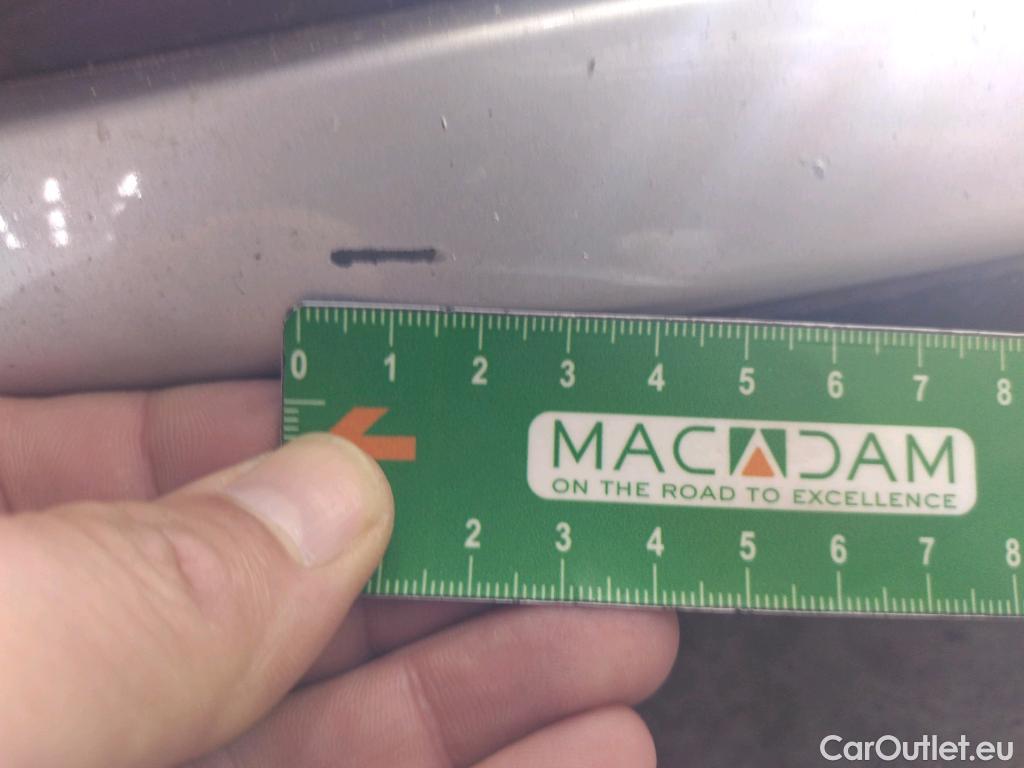 0 1 2 3 4 5 6 7 8
MACADAM
ON THE ROAD TO EXCELLENCE
2 3 4 5 6 7 8
CarOutlet.eu